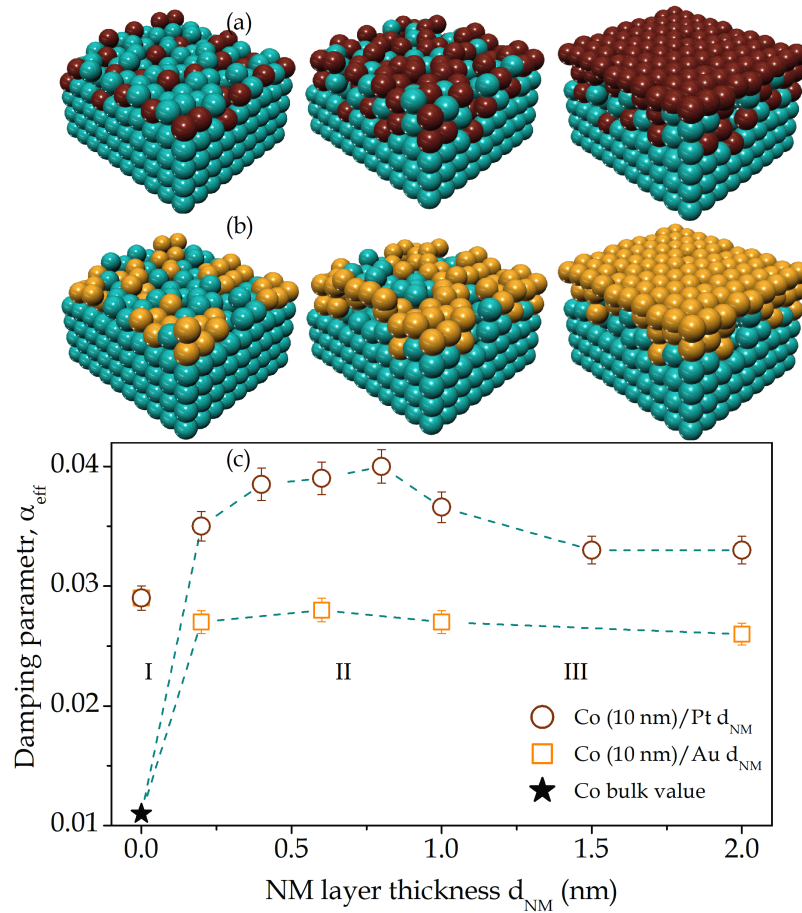 (a)
(b)
(c)
0.04
0.03
0.02
0.01
Damping parametr, α_eff
I
II
III
Co (10 nm)/Pt d_NM
Co (10 nm)/Au d_NM
Co bulk value
0.0
0.5
1.0
1.5
2.0
NM layer thickness d_NM (nm)